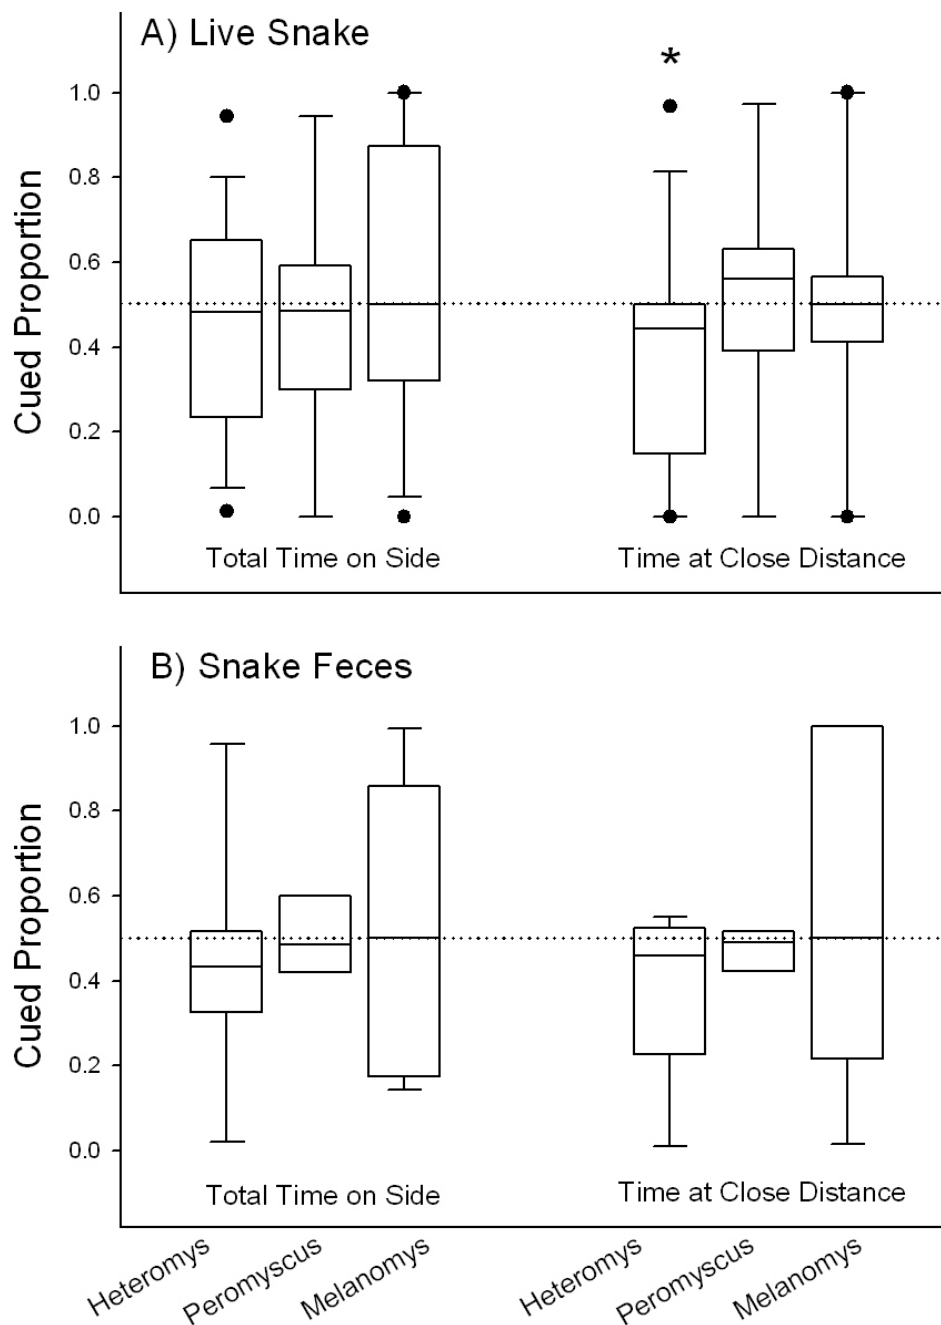 A) Live Snake
*
Cued Proportion
1.0
0.8
0.6
0.4
0.2
0.0
Total Time on Side
Time at Close Distance
B) Snake Feces
Cued Proportion
1.0
0.8
0.6
0.4
0.2
0.0
Total Time on Side
Time at Close Distance
Heteromys
Peromyscus
Melanomys
Heteromys
Peromyscus
Melanomys